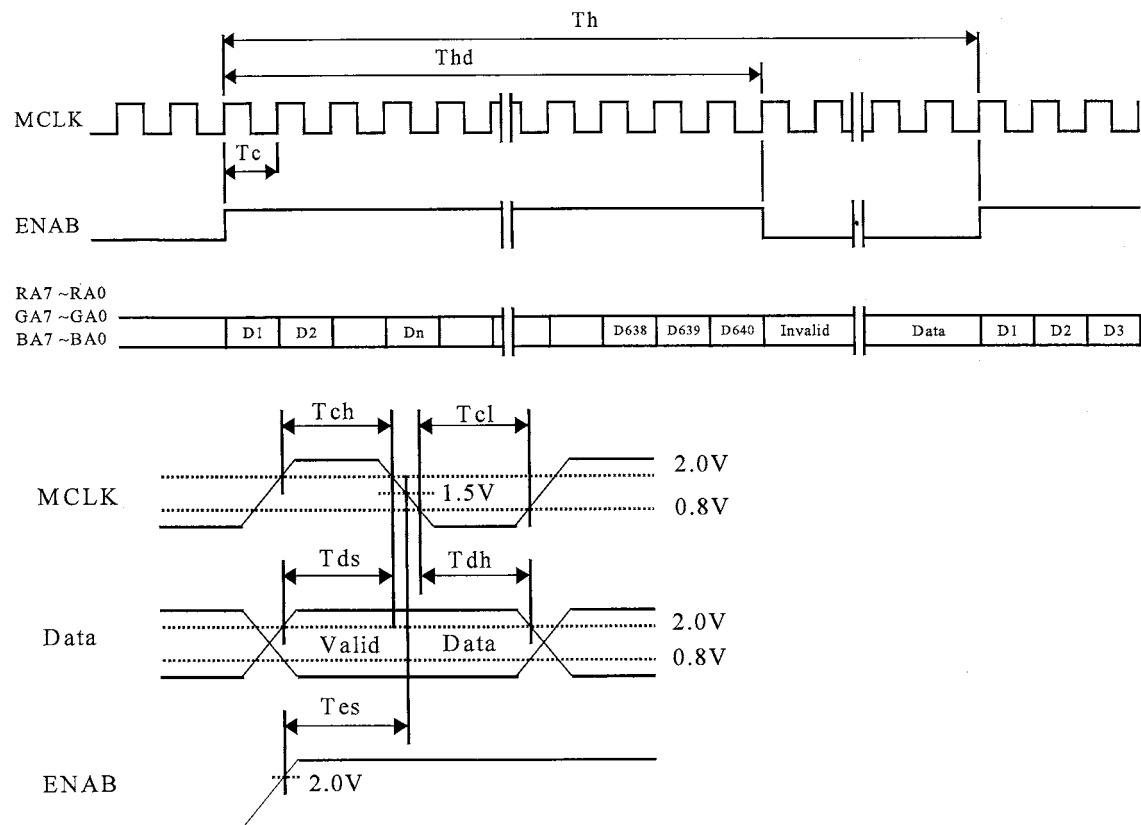 Th
Thd
MCLK
Tc
ENAB
RA7 ~RA0
GA7 ~GA0
BA7 ~BA0
D1 D2 Dn D638 D639 D640 Invalid Data D1 D2 D3
Tch Tcl
2.0V
MCLK
1.5V
0.8V
Tds Tdh
2.0V
Data
Valid Data
0.8V
Tes
ENAB
2.0V